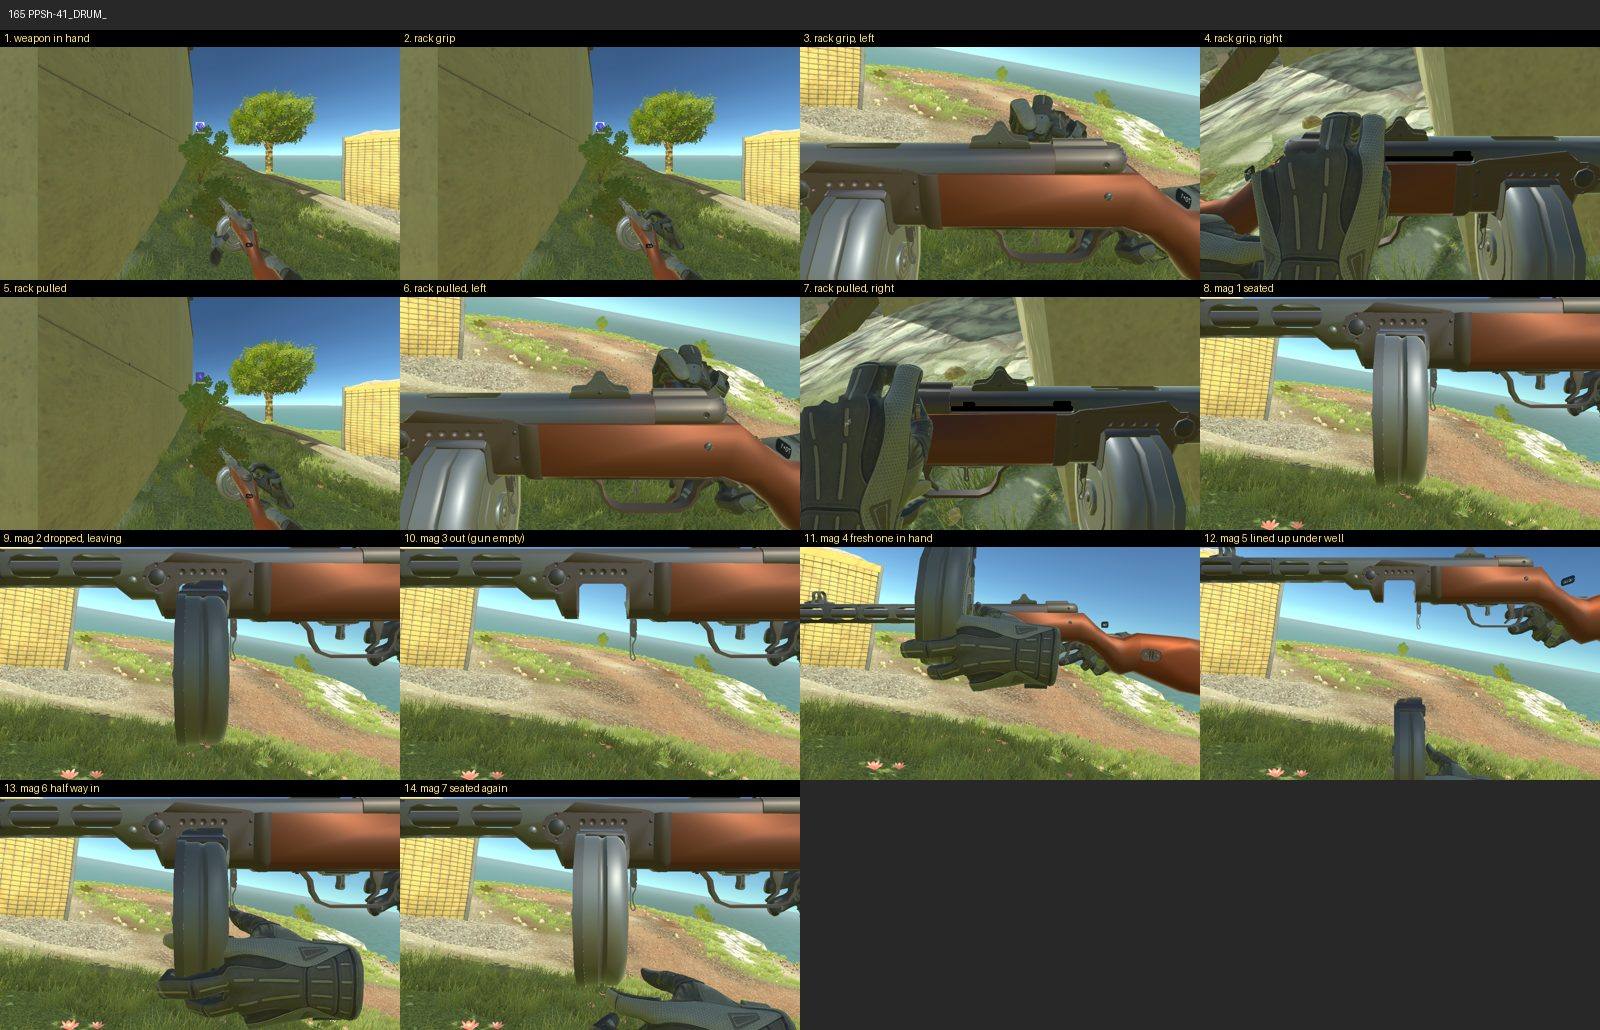 165 PPSh-41_DRUM_
1. weapon in hand
2. rack grip
3. rack grip, left
4. rack grip, right
5. rack pulled
6. rack pulled, left
7. rack pulled, right
8. mag 1 seated
9. mag 2 dropped, leaving
10. mag 3 out (gun empty)
11. mag 4 fresh one in hand
12. mag 5 lined up under well
13. mag 6 half way in
14. mag 7 seated again